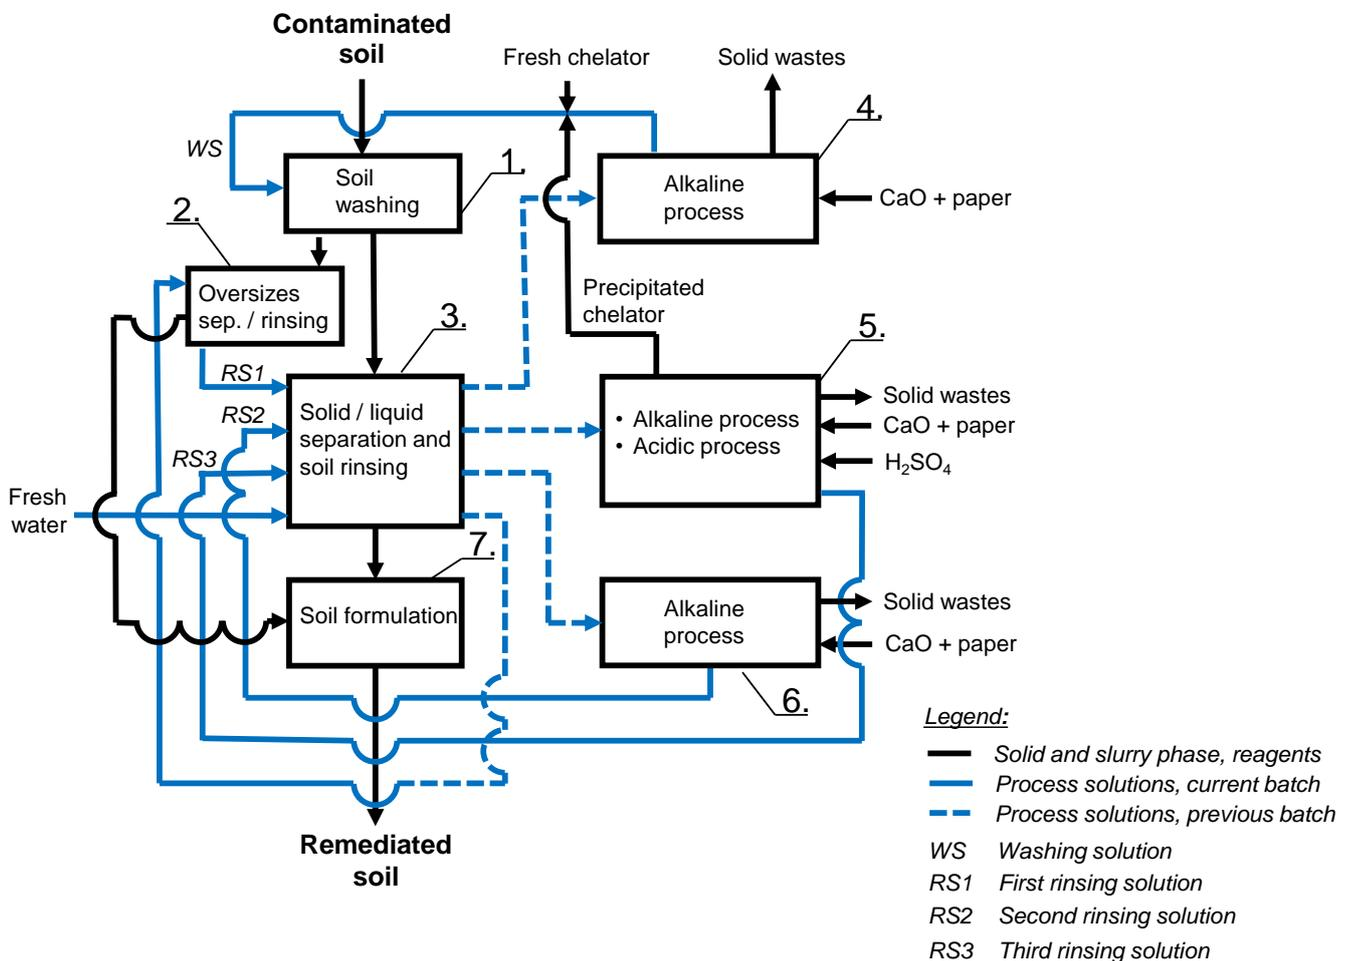 Contaminated
soil
Fresh chelator
Solid wastes
4.
WS
1.
Soil
washing
Alkaline
process
CaO + paper
2.
Oversizes
sep. / rinsing
Precipitated
chelator
3.
5.
RS1
RS2
RS3
Solid / liquid
separation and
soil rinsing
• Alkaline process
• Acidic process
Solid wastes
CaO + paper
H2SO4
Fresh
water
7.
Soil formulation
Alkaline
process
Solid wastes
CaO + paper
6.
Legend:
Solid and slurry phase, reagents
Process solutions, current batch
Process solutions, previous batch
WS Washing solution
RS1 First rinsing solution
RS2 Second rinsing solution
RS3 Third rinsing solution
Remediated
soil